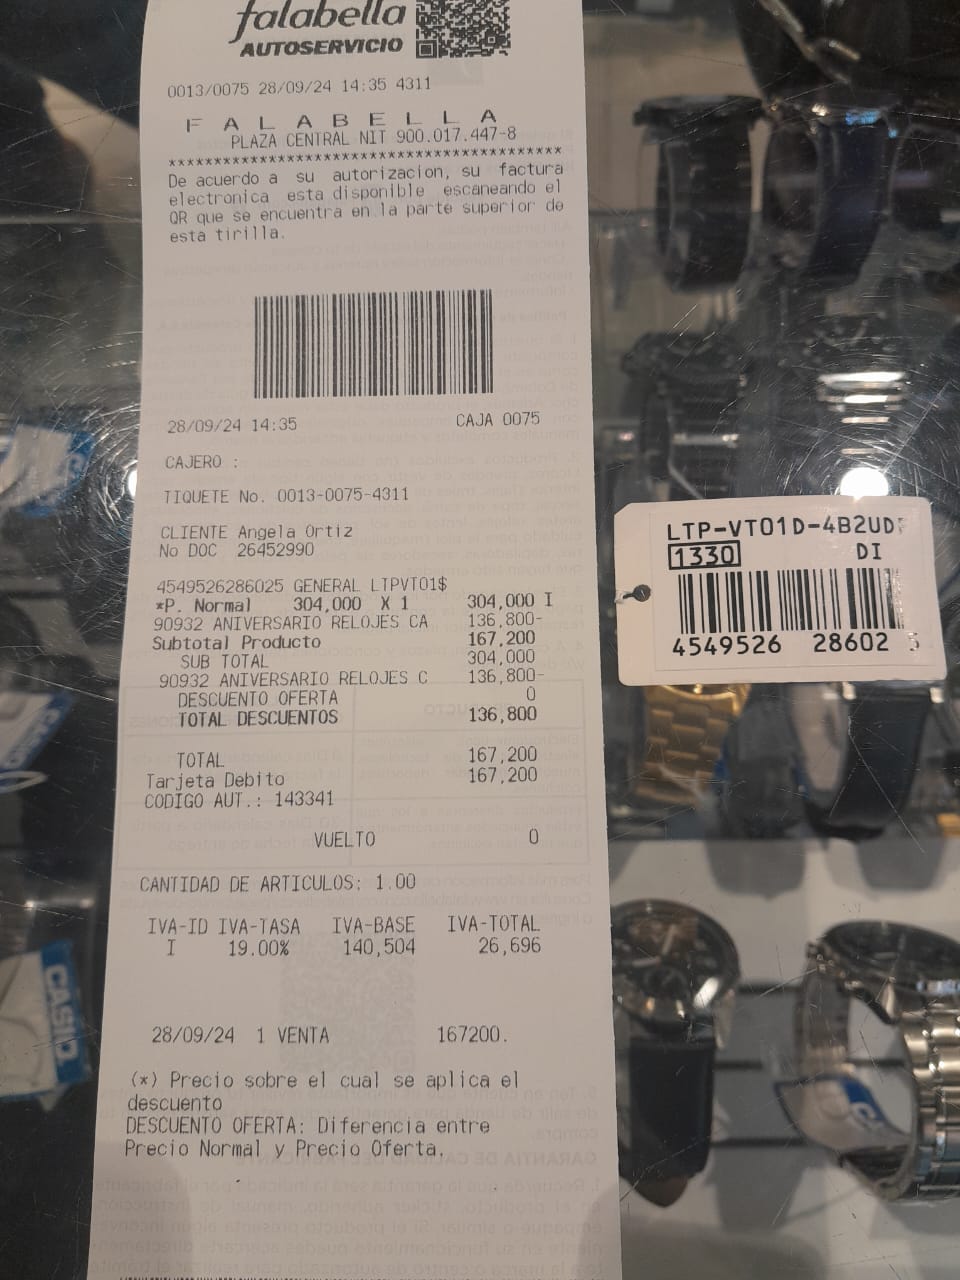 falabella
AUTOSERVICIO
0013/0075 28/09/24 14:35 4311
F A L A B E L L A
PLAZA CENTRAL NIT 900.017.447-8
********************************************
De acuerdo a su autorizacion, su factura
electronica esta disponible escaneando el
QR que se encuentra en la parte superior de
esta tirilla.
28/09/24 14:35 CAJA 0075
CAJERO :
TIQUETE No. 0013-0075-4311
CLIENTE Angela Ortiz
No DOC 26452990
4549526286025 GENERAL LTPVT01$
*P. Normal 304,000 X 1 304,000 I
90932 ANIVERSARIO RELOJES CA 136,800-
Subtotal Producto 167,200
SUB TOTAL 304,000
90932 ANIVERSARIO RELOJES C 136,800-
DESCUENTO OFERTA 0
TOTAL DESCUENTOS 136,800
TOTAL 167,200
Tarjeta Debito 167,200
CODIGO AUT.: 143341
VUELTO 0
CANTIDAD DE ARTICULOS: 1.00
IVA-ID IVA-TASA IVA-BASE IVA-TOTAL
I 19.00% 140,504 26,696
28/09/24 1 VENTA 167200.
(*) Precio sobre el cual se aplica el
descuento
DESCUENTO OFERTA: Diferencia entre
Precio Normal y Precio Oferta.
LTP-VT01D-4B2UDF
1330 DI
4549526 28602 5
CASIO